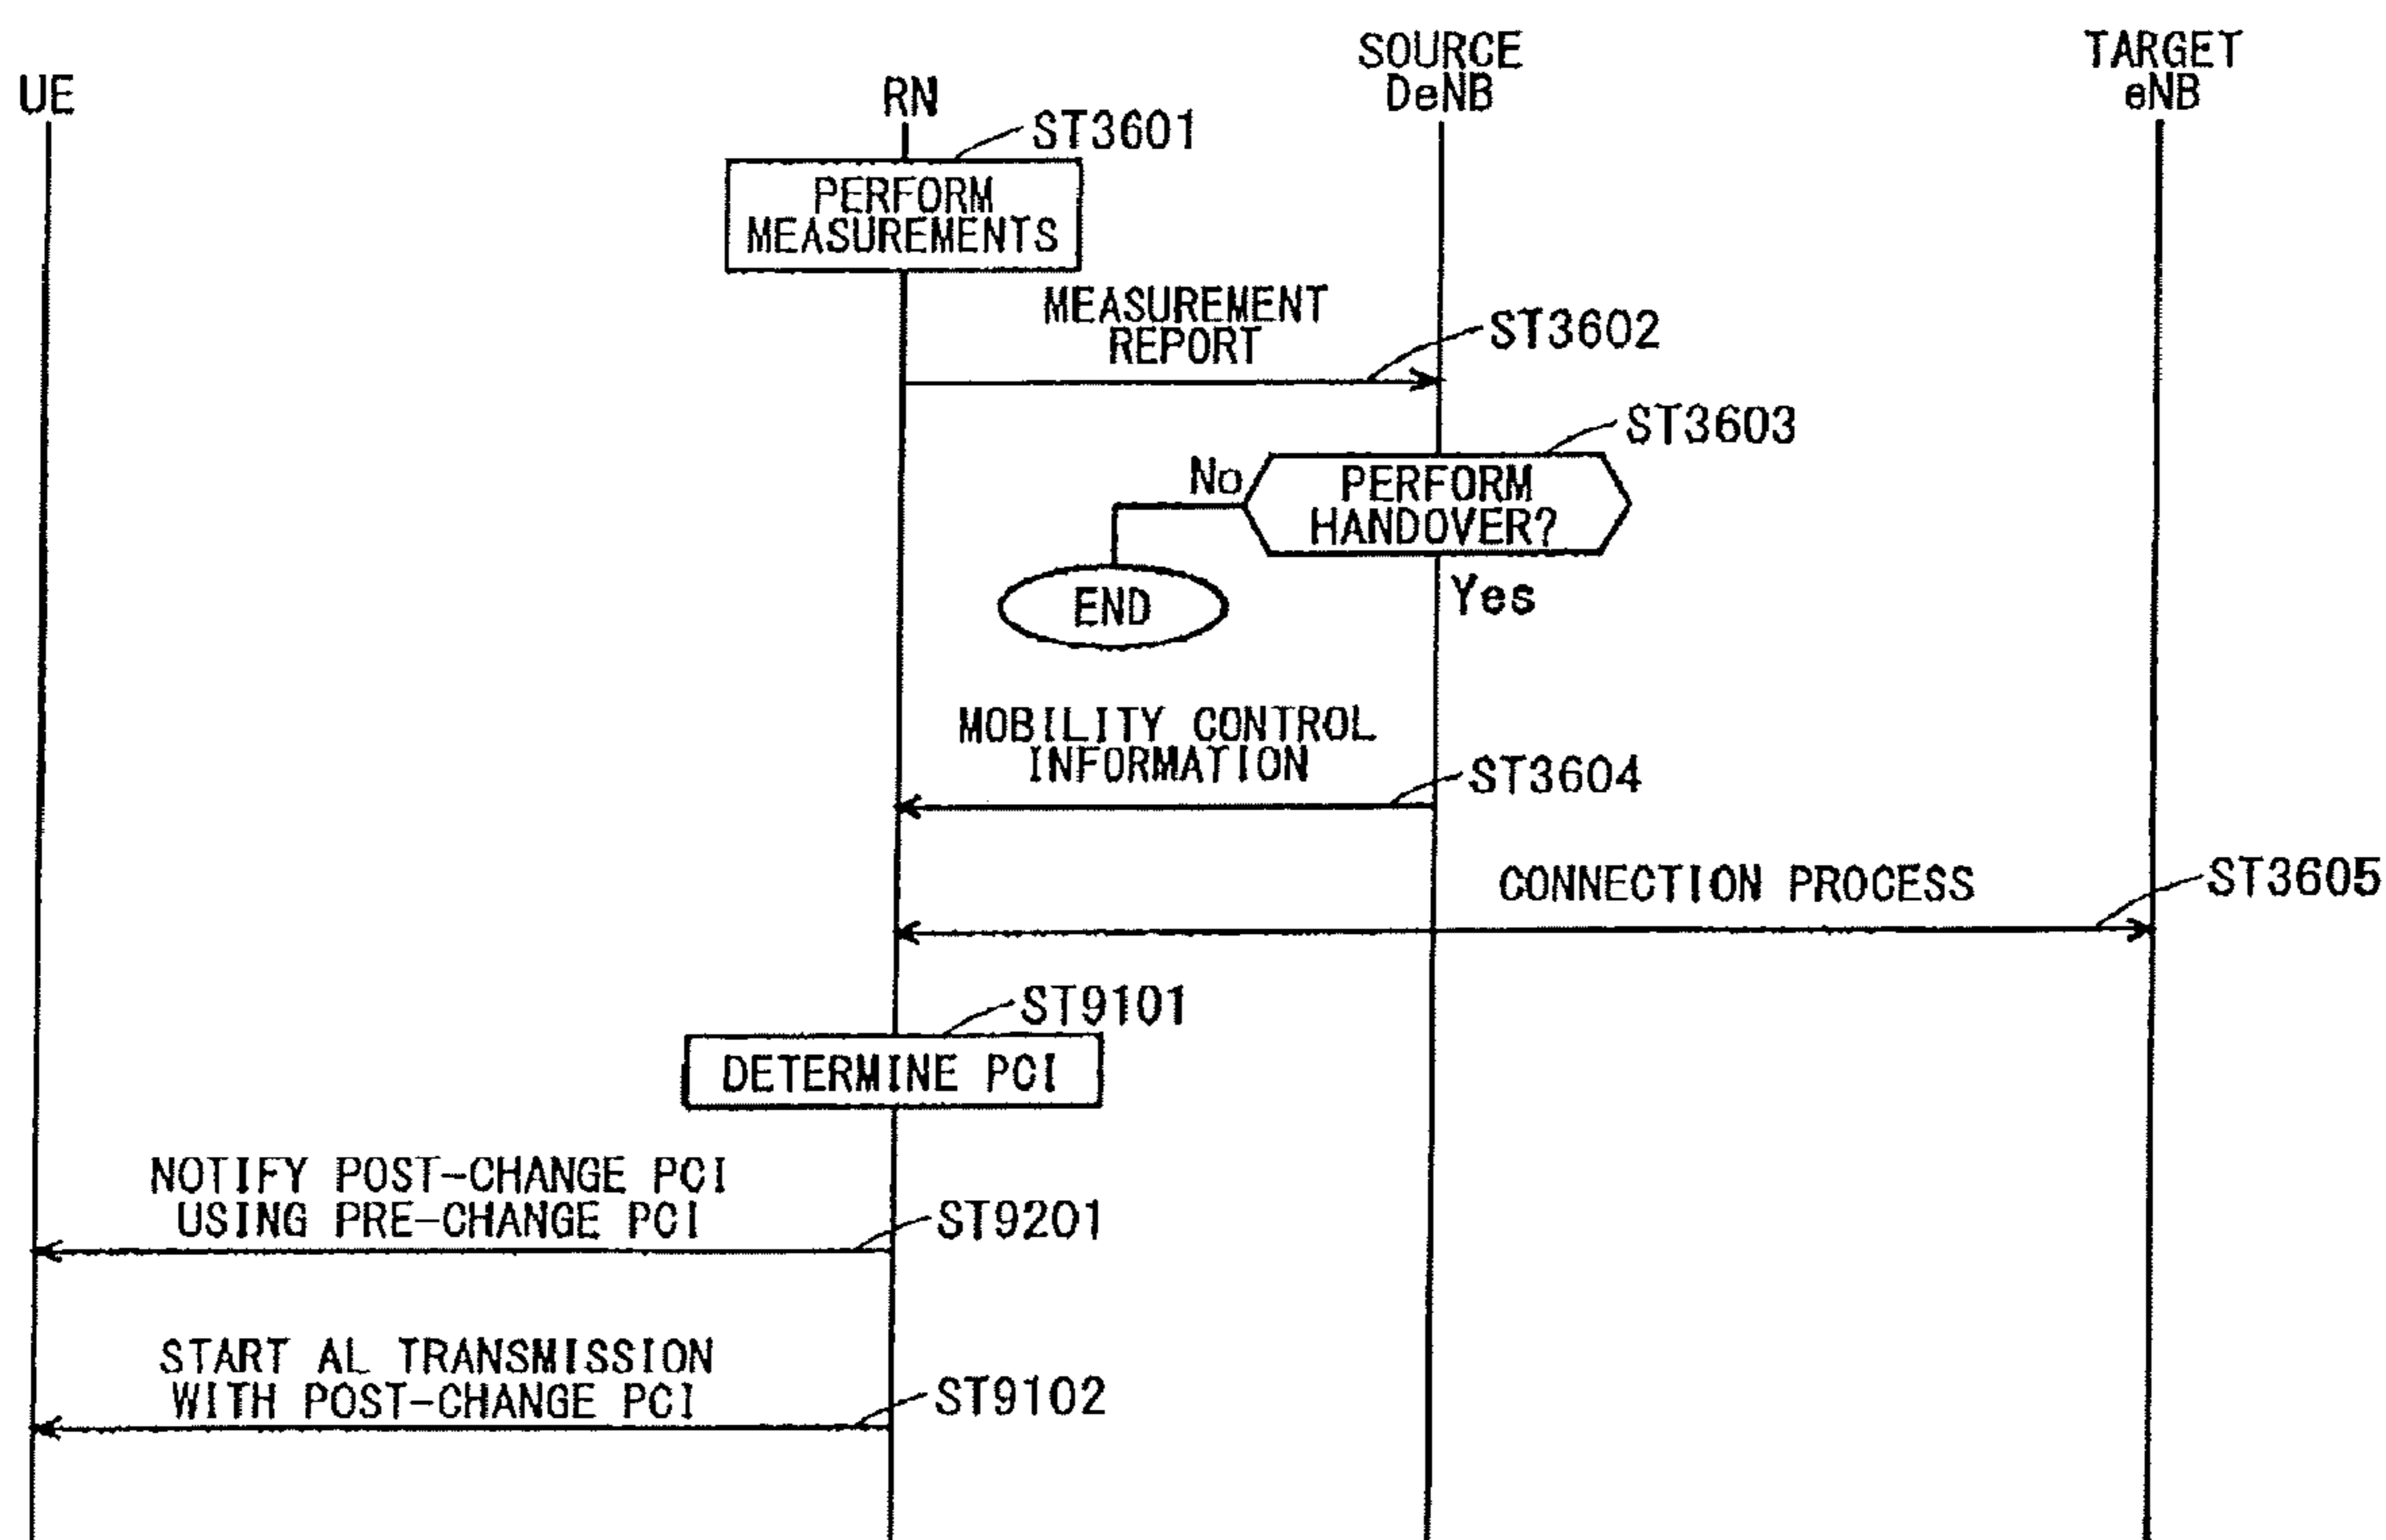 UE
RN
SOURCE
DeNB
TARGET
eNB
ST3601
PERFORM
MEASUREMENTS
MEASUREMENT
REPORT
ST3602
ST3603
No
PERFORM
HANDOVER?
END
Yes
MOBILITY CONTROL
INFORMATION
ST3604
CONNECTION PROCESS
ST3605
ST9101
DETERMINE PCI
NOTIFY POST-CHANGE PCI
USING PRE-CHANGE PCI
ST9201
START AL TRANSMISSION
WITH POST-CHANGE PCI
ST9102